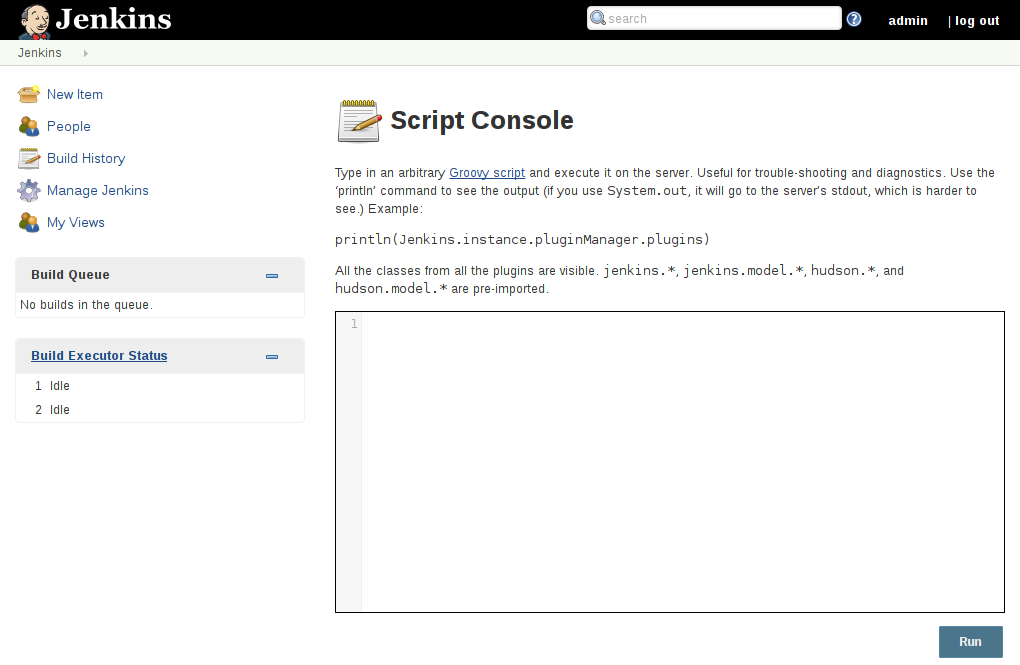 Jenkins
search
admin
| log out
Jenkins
New Item
People
Build History
Manage Jenkins
My Views
Build Queue
No builds in the queue.
Build Executor Status
1 Idle
2 Idle
Script Console
Type in an arbitrary Groovy script and execute it on the server. Useful for trouble-shooting and diagnostics. Use the
‘println’ command to see the output (if you use System.out, it will go to the server’s stdout, which is harder to
see.) Example:
println(Jenkins.instance.pluginManager.plugins)
All the classes from all the plugins are visible. jenkins.*, jenkins.model.*, hudson.*, and
hudson.model.* are pre-imported.
1
Run